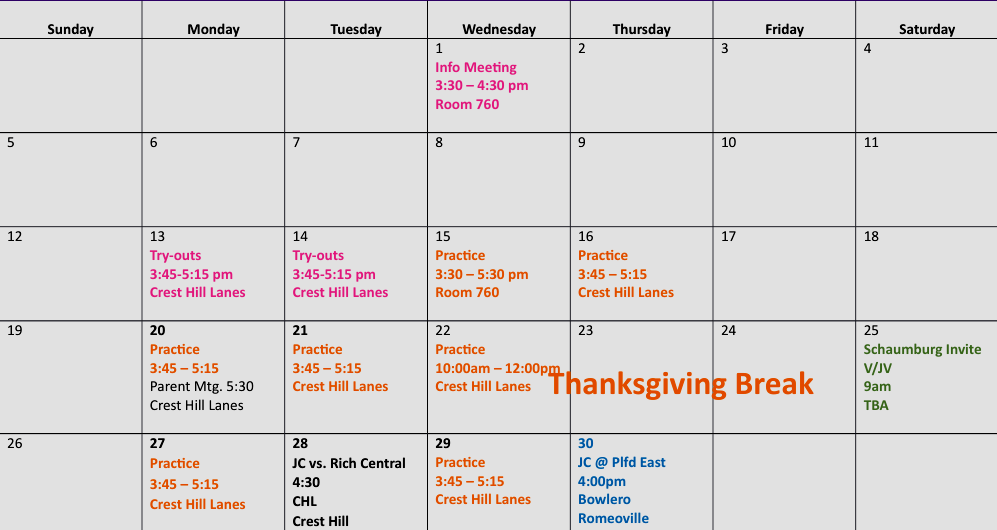 Sunday Monday Tuesday Wednesday Thursday Friday Saturday
1
Info Meeting
3:30 – 4:30 pm
Room 760
2
3
4
5
6
7
8
9
10
11
12
13
Try-outs
3:45-5:15 pm
Crest Hill Lanes
14
Try-outs
3:45-5:15 pm
Crest Hill Lanes
15
Practice
3:30 – 5:30 pm
Room 760
16
Practice
3:45 – 5:15
Crest Hill Lanes
17
18
19
20
Practice
3:45 – 5:15
Parent Mtg. 5:30
Crest Hill Lanes
21
Practice
3:45 – 5:15
Crest Hill Lanes
22
Practice
10:00am – 12:00pm
Crest Hill Lanes
23
24
Thanksgiving Break
25
Schaumburg Invite
V/JV
9am
TBA
26
27
Practice
3:45 – 5:15
Crest Hill Lanes
28
JC vs. Rich Central
4:30
CHL
Crest Hill
29
Practice
3:45 – 5:15
Crest Hill Lanes
30
JC @ Plfd East
4:00pm
Bowlero
Romeoville